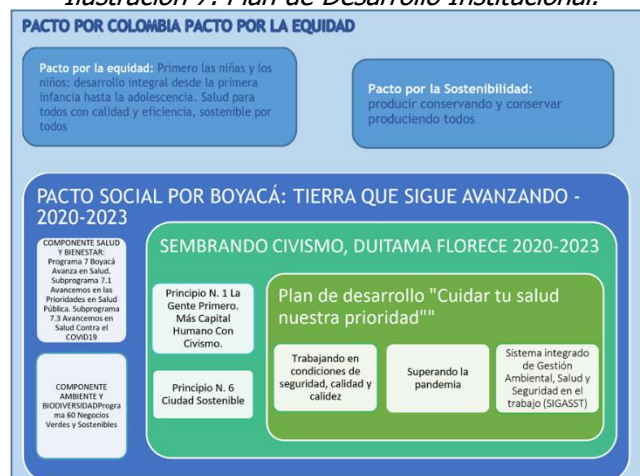 Ilustración 7. Plan de Desarrollo Institucional.
PACTO POR COLOMBIA PACTO POR LA EQUIDAD
Pacto por la equidad: Primero las niñas y los
niños: desarrollo integral desde la primera
infancia hasta la adolescencia. Salud para
todos con calidad y eficiencia, sostenible por
todos
Pacto por la Sostenibilidad:
producir conservando y conservar
produciendo todos
PACTO SOCIAL POR BOYACÁ: TIERRA QUE SIGUE AVANZANDO -
2020-2023
COMPONENTE SALUD
Y BIENESTAR:
Programa 7 Boyacá
Avanza en Salud.
Subprograma 7.1
Avancemos en las
Prioridades en Salud
Pública. Subprograma
7.3 Avancemos en
Salud Contra el
COVID19
COMPONENTE
AMBIENTE Y
BIODIVERSIDADProgra
ma 60 Negocios
Verdes y Sostenibles
SEMBRANDO CIVISMO, DUITAMA FLORECE 2020-2023
Principio N. 1 La
Gente Primero.
Más Capital
Humano Con
Civismo.
Principio N. 6
Ciudad Sostenible
Plan de desarrollo "Cuidar tu salud
nuestra prioridad""
Trabajando en
condiciones de
seguridad, calidad y
calidez
Superando la
pandemia
Sistema integrado
de Gestión
Ambiental, Salud y
Seguridad en el
trabajo (SIGASST)